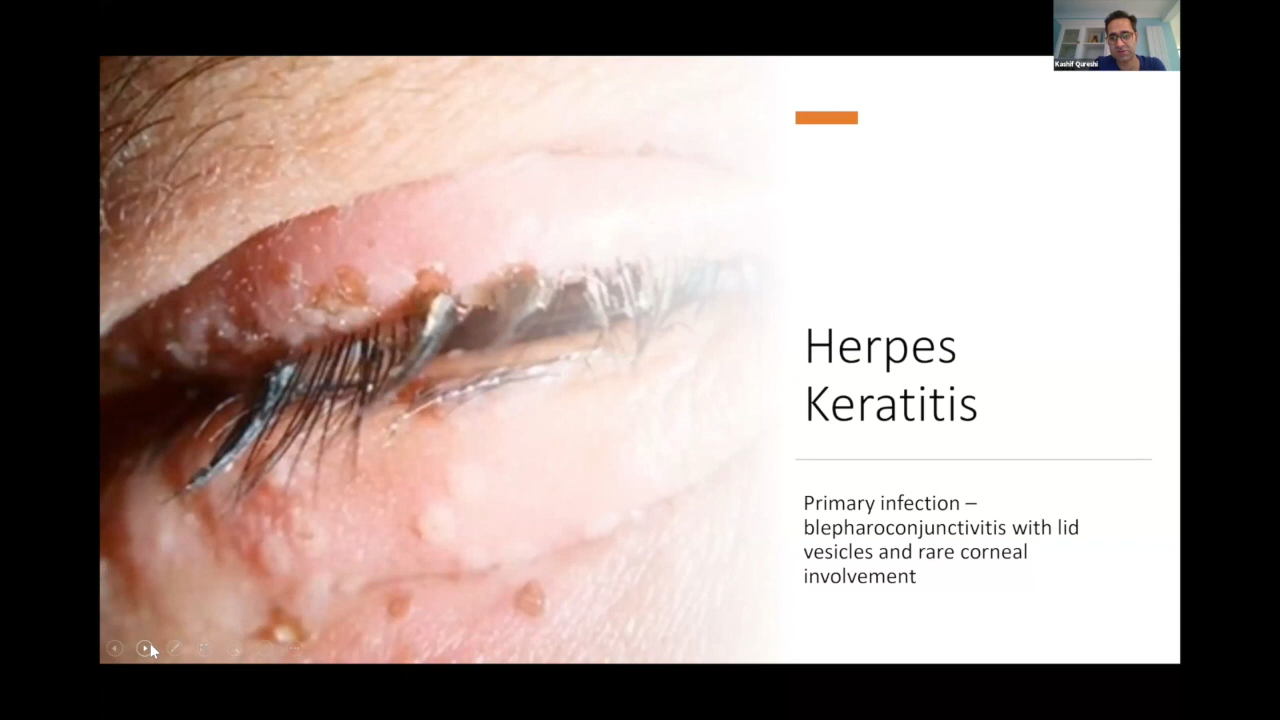 Kashif Qureshi
Herpes
Keratitis
Primary infection –
blepharoconjunctivitis with lid
vesicles and rare corneal
involvement